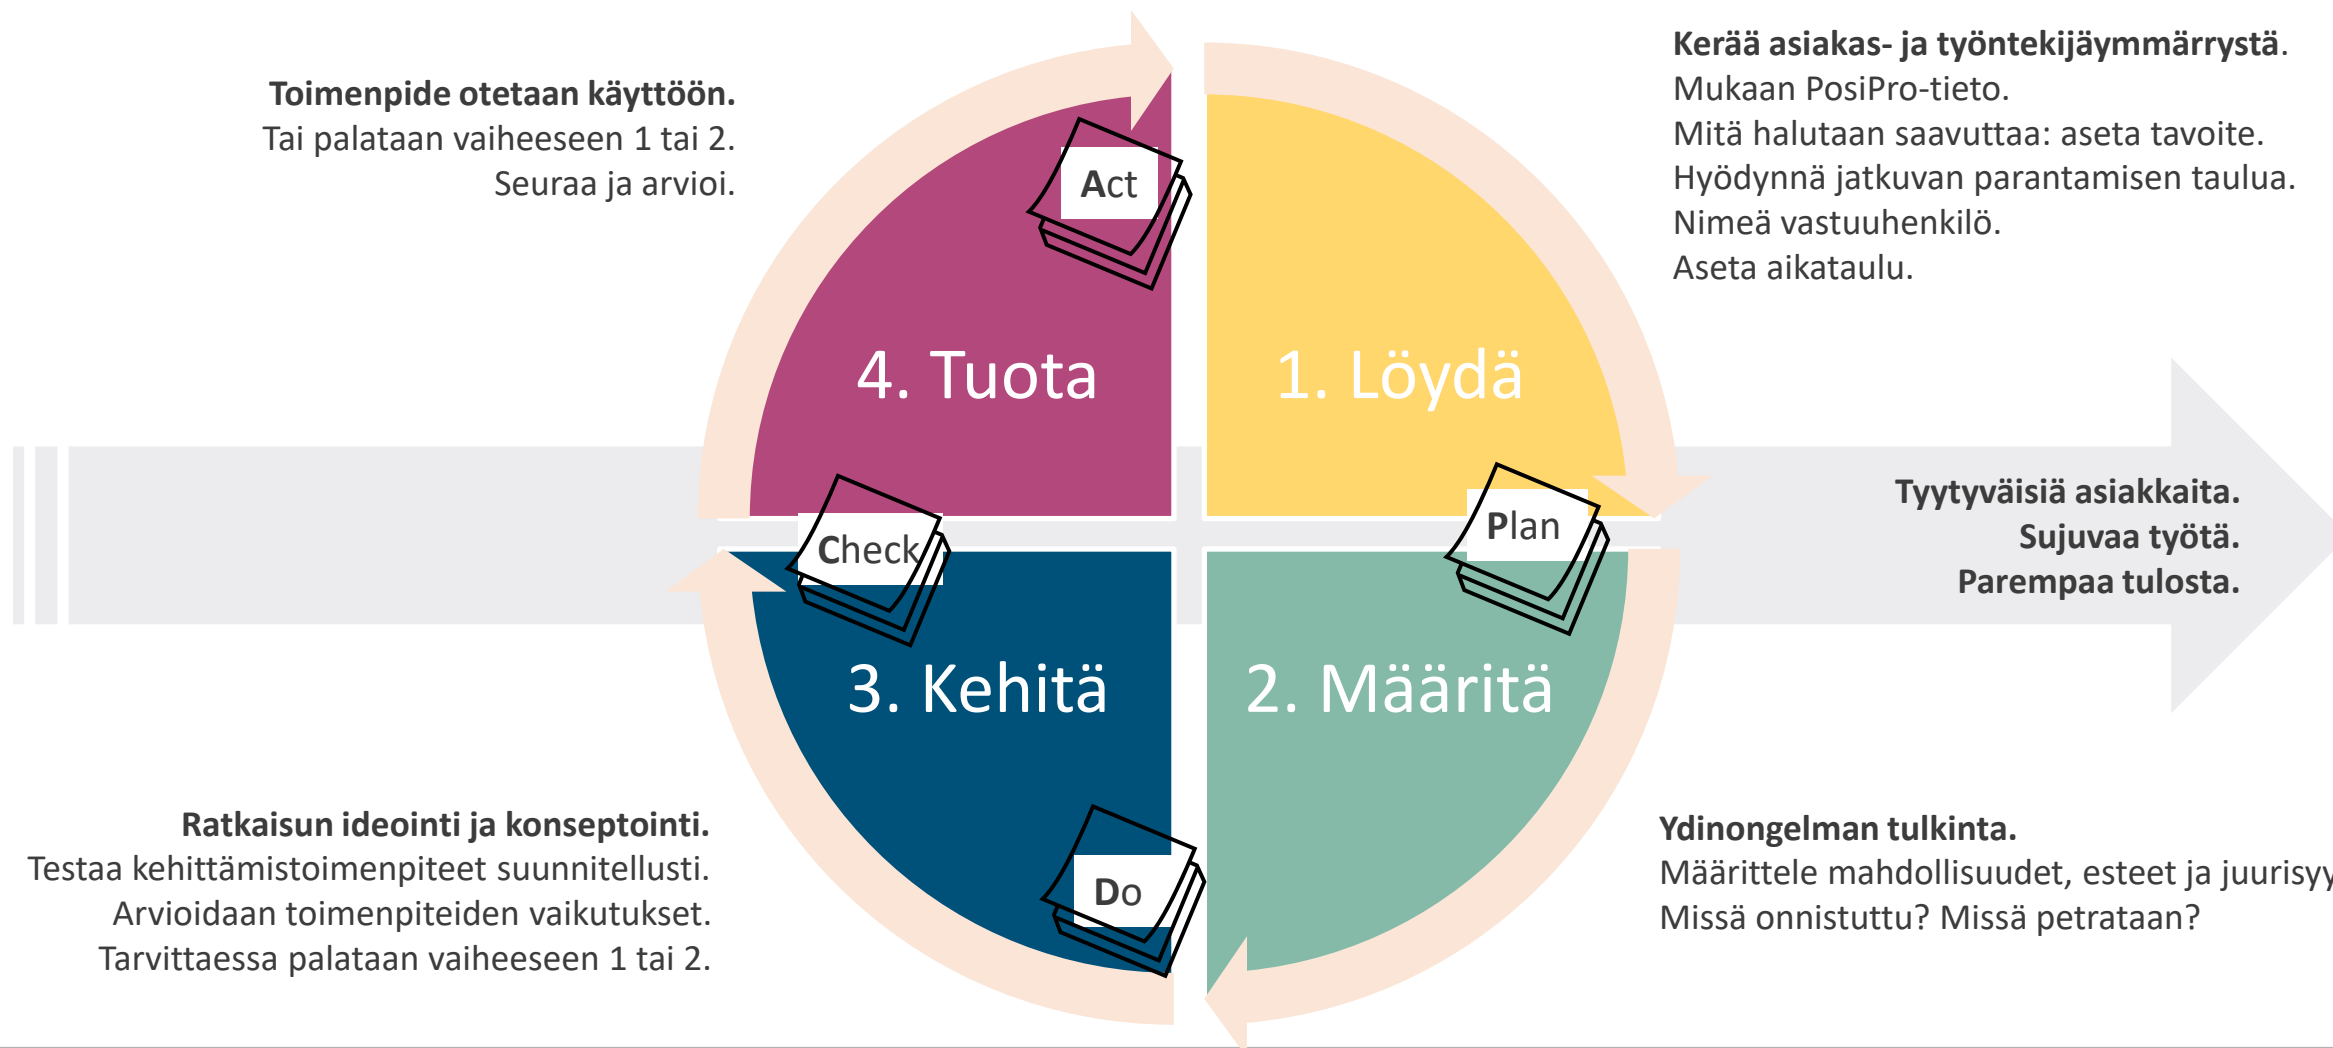 Kerää asiakas- ja työntekijäymmärrystä.
Mukaan PosiPro-tieto.
Mitä halutaan saavuttaa: aseta tavoite.
Hyödynnä jatkuvan parantamisen taulua.
Nimeä vastuuhenkilö.
Aseta aikataulu.
Toimenpide otetaan käyttöön.
Tai palataan vaiheeseen 1 tai 2.
Seuraa ja arvioi.
Act
4. Tuota
1. Löydä
Plan
Check
Tyytyväisiä asiakkaita.
Sujuvaa työtä.
Parempaa tulosta.
3. Kehitä
2. Määritä
Do
Ratkaisun ideointi ja konseptointi.
Testaa kehittämistoimenpiteet suunnitellusti.
Arvioidaan toimenpiteiden vaikutukset.
Tarvittaessa palataan vaiheeseen 1 tai 2.
Ydinongelman tulkinta.
Määrittele mahdollisuudet, esteet ja
Missä onnistuttu? Missä petrataan?